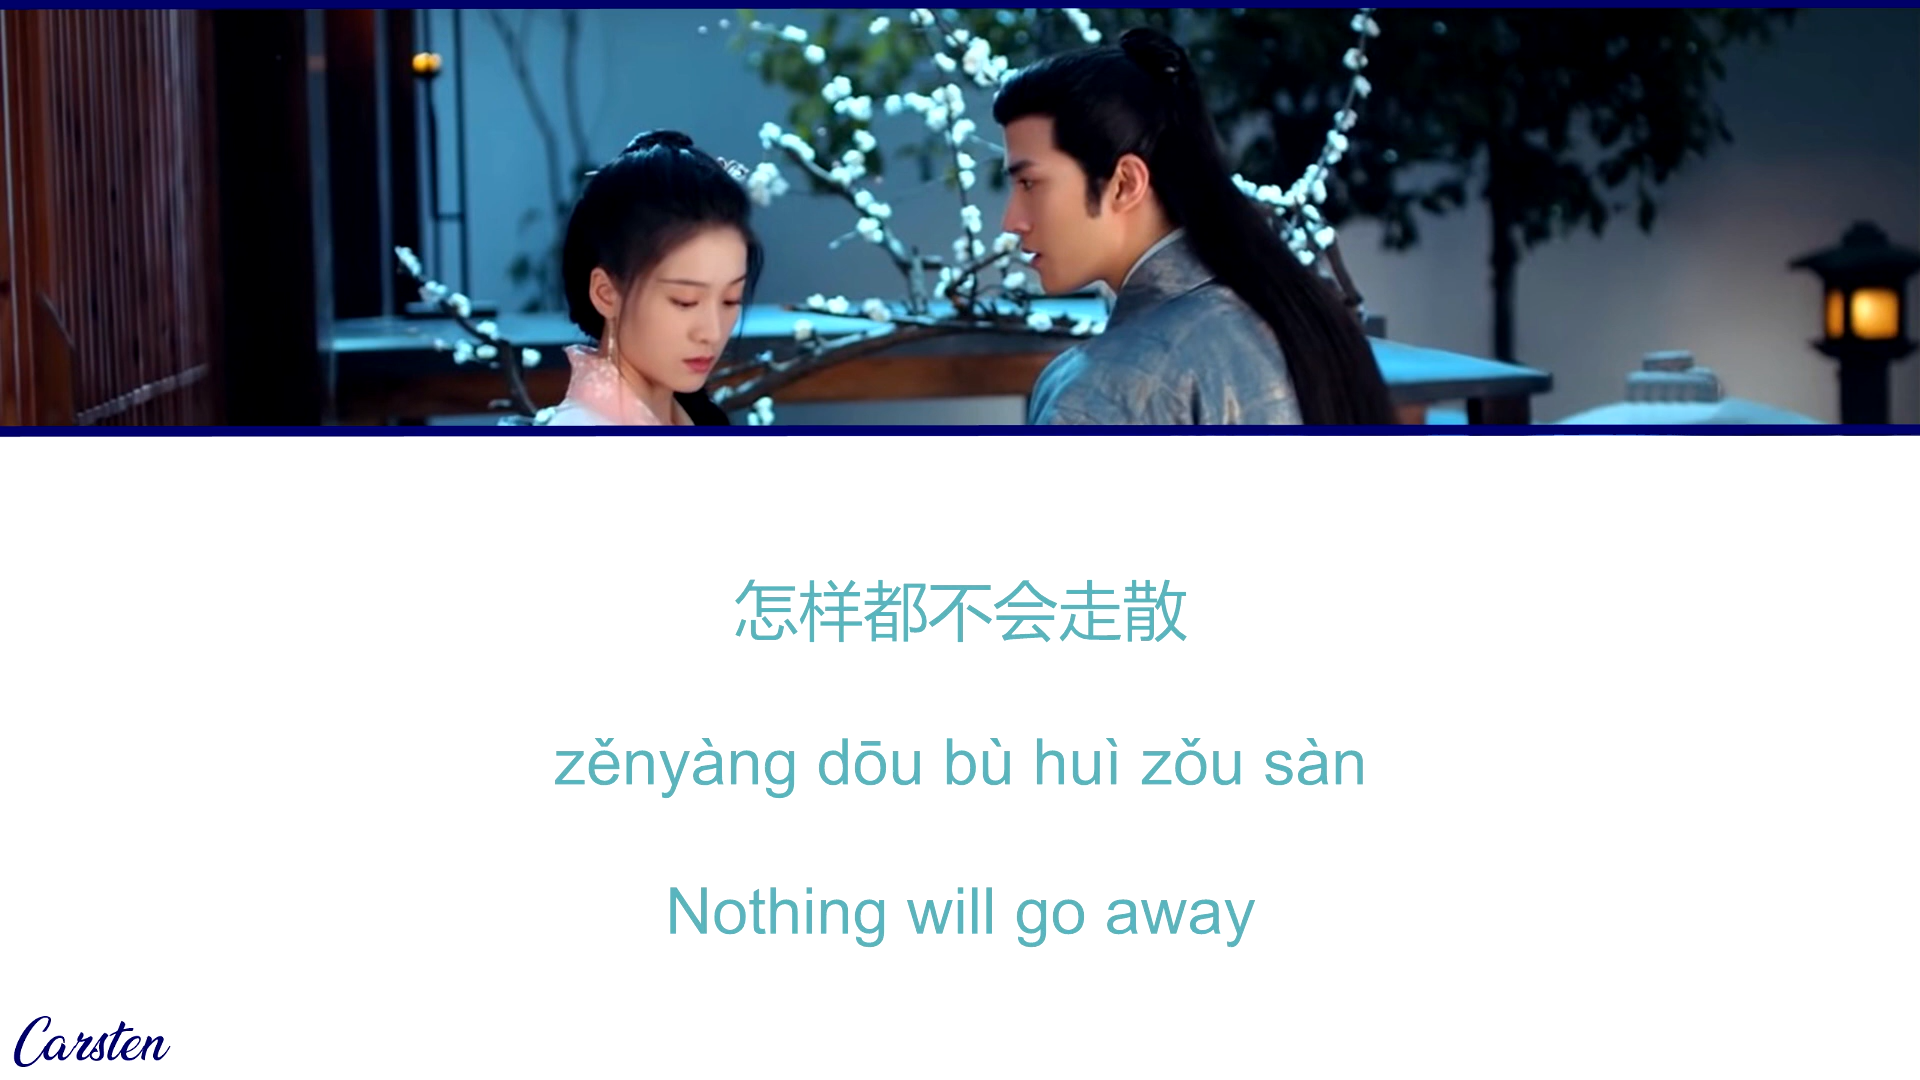 怎样都不会走散
zěnyàng dōu bù huì zǒu sàn
Nothing will go away
Carsten